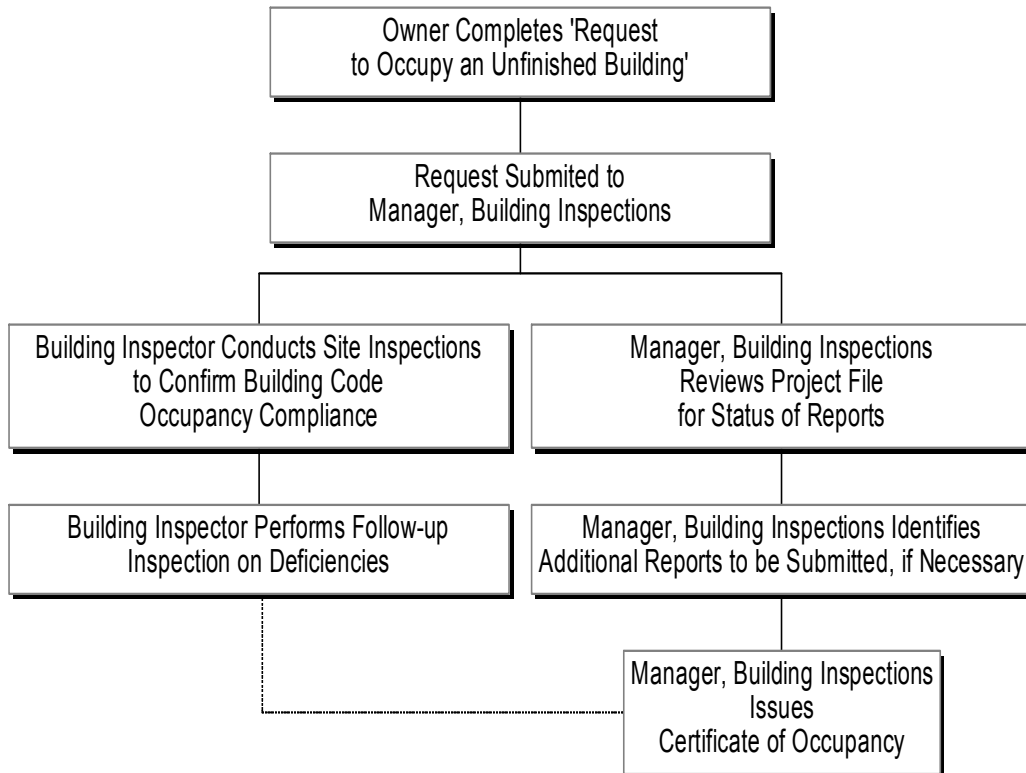 Owner Completes 'Request
to Occupy an Unfinished Building'
Request Submited to
Manager, Building Inspections
Building Inspector Conducts Site Inspections
to Confirm Building Code
Occupancy Compliance
Manager, Building Inspections
Reviews Project File
for Status of Reports
Building Inspector Performs Follow-up
Inspection on Deficiencies
Manager, Building Inspections Identifies
Additional Reports to be Submitted, if Necessary
Manager, Building Inspections
Issues
Certificate of Occupancy